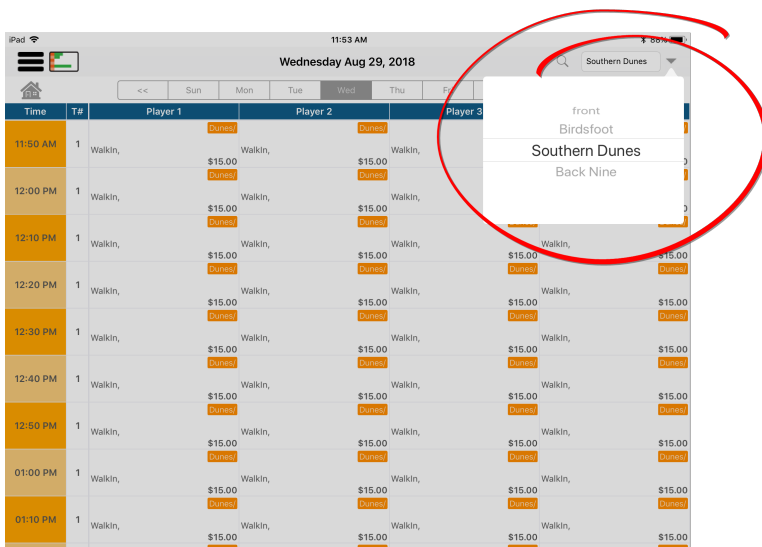 iPad 11:53 AM
Wednesday Aug 29, 2018 Southern Dunes
<< Sun Mon Tue Wed Thu
Time T# Player 1 Player 2 Player 3
front
Birdsfoot
Southern Dunes
Back Nine
Dunes/ Dunes/
11:50 AM 1 WalkIn, WalkIn, WalkIn,
$15.00 $15.00
Dunes/ Dunes/
12:00 PM 1 WalkIn, WalkIn, WalkIn,
$15.00 $15.00
Dunes/ Dunes/
12:10 PM 1 WalkIn, WalkIn, WalkIn, WalkIn,
$15.00 $15.00 $15.00 $15.00
Dunes/ Dunes/ Dunes/ Dunes/
12:20 PM 1 WalkIn, WalkIn, WalkIn, WalkIn,
$15.00 $15.00 $15.00 $15.00
Dunes/ Dunes/ Dunes/ Dunes/
12:30 PM 1 WalkIn, WalkIn, WalkIn, WalkIn,
$15.00 $15.00 $15.00 $15.00
Dunes/ Dunes/ Dunes/ Dunes/
12:40 PM 1 WalkIn, WalkIn, WalkIn, WalkIn,
$15.00 $15.00 $15.00 $15.00
Dunes/ Dunes/ Dunes/ Dunes/
12:50 PM 1 WalkIn, WalkIn, WalkIn, WalkIn,
$15.00 $15.00 $15.00 $15.00
Dunes/ Dunes/ Dunes/ Dunes/
01:00 PM 1 WalkIn, WalkIn, WalkIn, WalkIn,
$15.00 $15.00 $15.00 $15.00
Dunes/ Dunes/ Dunes/ Dunes/
01:10 PM 1 WalkIn, WalkIn, WalkIn, WalkIn,
$15.00 $15.00 $15.00 $15.00